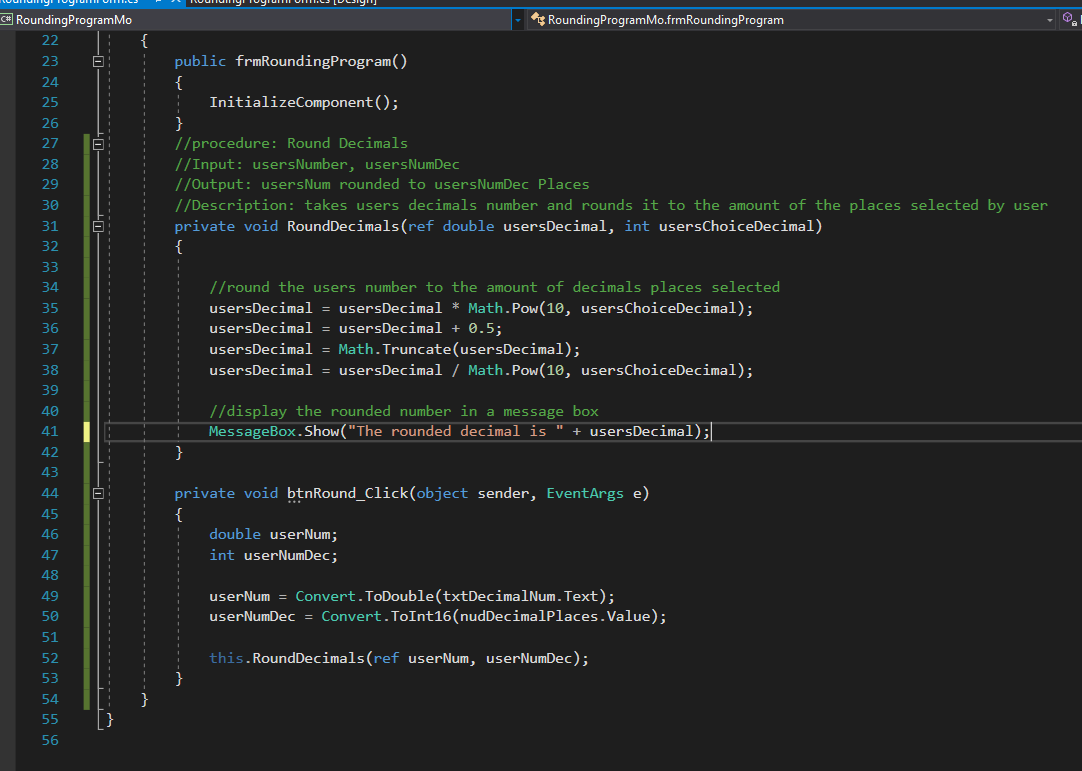 RoundingProgramMo RoundingProgramMo.frmRoundingProgram
22 {
23 public frmRoundingProgram()
24 {
25 InitializeComponent();
26 }
27 //procedure: Round Decimals
28 //Input: usersNumber, usersNumDec
29 //Output: usersNum rounded to usersNumDec Places
30 //Description: takes users decimals number and rounds it to the amount of the places selected by user
31 private void RoundDecimals(ref double usersDecimal, int usersChoiceDecimal)
32 {
33
34 //round the users number to the amount of decimals places selected
35 usersDecimal = usersDecimal * Math.Pow(10, usersChoiceDecimal);
36 usersDecimal = usersDecimal + 0.5;
37 usersDecimal = Math.Truncate(usersDecimal);
38 usersDecimal = usersDecimal / Math.Pow(10, usersChoiceDecimal);
39
40 //display the rounded number in a message box
41 MessageBox.Show("The rounded decimal is " + usersDecimal);
42 }
43
44 private void btnRound_Click(object sender, EventArgs e)
45 {
46 double userNum;
47 int userNumDec;
48
49 userNum = Convert.ToDouble(txtDecimalNum.Text);
50 userNumDec = Convert.ToInt16(nudDecimalPlaces.Value);
51
52 this.RoundDecimals(ref userNum, userNumDec);
53 }
54 }
55 }
56